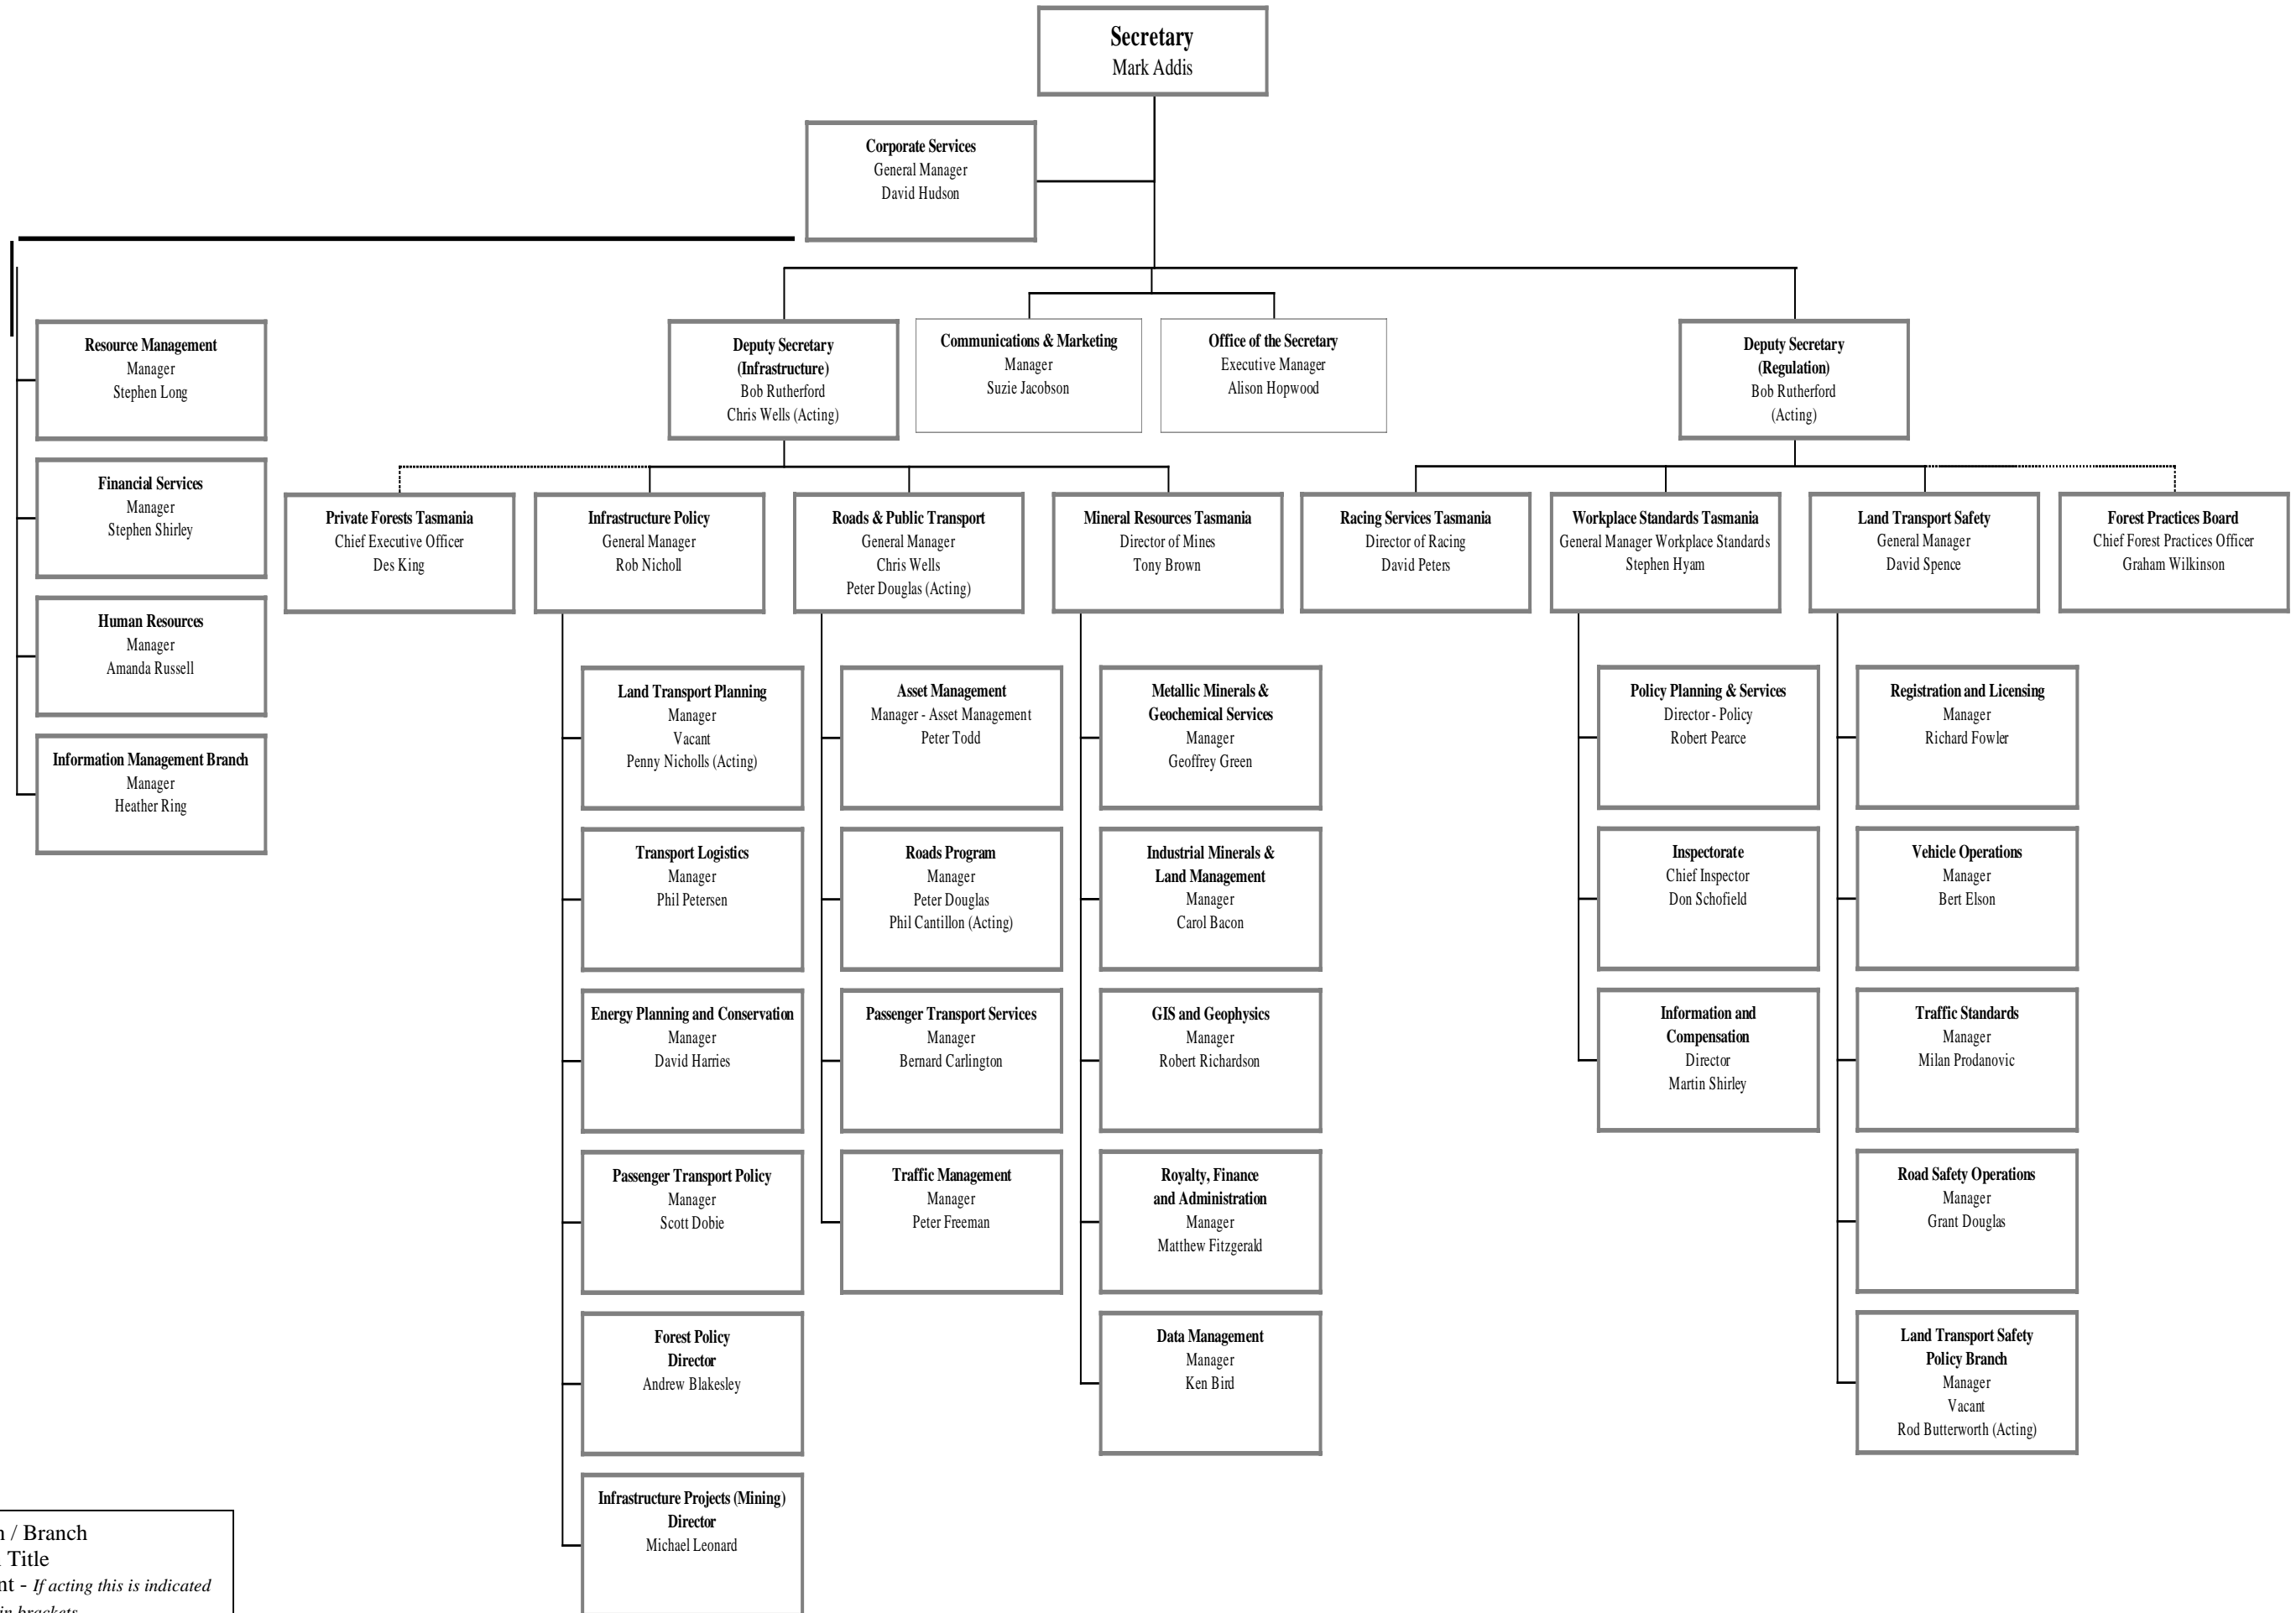 Secretary
Mark Addis
Corporate Services
General Manager
David Hudson
Resource Management
Manager
Stephen Long
Financial Services
Manager
Stephen Shirley
Human Resources
Manager
Amanda Russell
Information Management Branch
Manager
Heather Ring
Deputy Secretary
(Infrastructure)
Bob Rutherford
Chris Wells (Acting)
Communications & Marketing
Manager
Suzie Jacobson
Office of the Secretary
Executive Manager
Alison Hopwood
Deputy Secretary
(Regulation)
Bob Rutherford
(Acting)
Private Forests Tasmania
Chief Executive Officer
Des King
Infrastructure Policy
General Manager
Rob Nicholl
Roads & Public Transport
General Manager
Chris Wells
Peter Douglas (Acting)
Mineral Resources Tasmania
Director of Mines
Tony Brown
Racing Services Tasmania
Director of Racing
David Peters
Workplace Standards Tasmania
General Manager Workplace Standards
Stephen Hyam
Land Transport Safety
General Manager
David Spence
Forest Practices Board
Chief Forest Practices Officer
Graham Wilkinson
Land Transport Planning
Manager
Vacant
Penny Nicholls (Acting)
Transport Logistics
Manager
Phil Petersen
Energy Planning and Conservation
Manager
David Harries
Passenger Transport Policy
Manager
Scott Dobie
Forest Policy
Director
Andrew Blakesley
Infrastructure Projects (Mining)
Director
Michael Leonard
Asset Management
Manager - Asset Management
Peter Todd
Roads Program
Manager
Peter Douglas
Phil Cantillon (Acting)
Passenger Transport Services
Manager
Bernard Carlington
Traffic Management
Manager
Peter Freeman
Metallic Minerals &
Geochemical Services
Manager
Geoffrey Green
Industrial Minerals &
Land Management
Manager
Carol Bacon
GIS and Geophysics
Manager
Robert Richardson
Royalty, Finance
and Administration
Manager
Matthew Fitzgerald
Data Management
Manager
Ken Bird
Policy Planning & Services
Director - Policy
Robert Pearce
Inspectorate
Chief Inspector
Don Schofield
Information and
Compensation
Director
Martin Shirley
Registration and Licensing
Manager
Richard Fowler
Vehicle Operations
Manager
Bert Elson
Traffic Standards
Manager
Milan Prodanovic
Road Safety Operations
Manager
Grant Douglas
Land Transport Safety
Policy Branch
Manager
Vacant
Rod Butterworth (Acting)
/ Branch
Title
- If acting this is indicated
in brackets